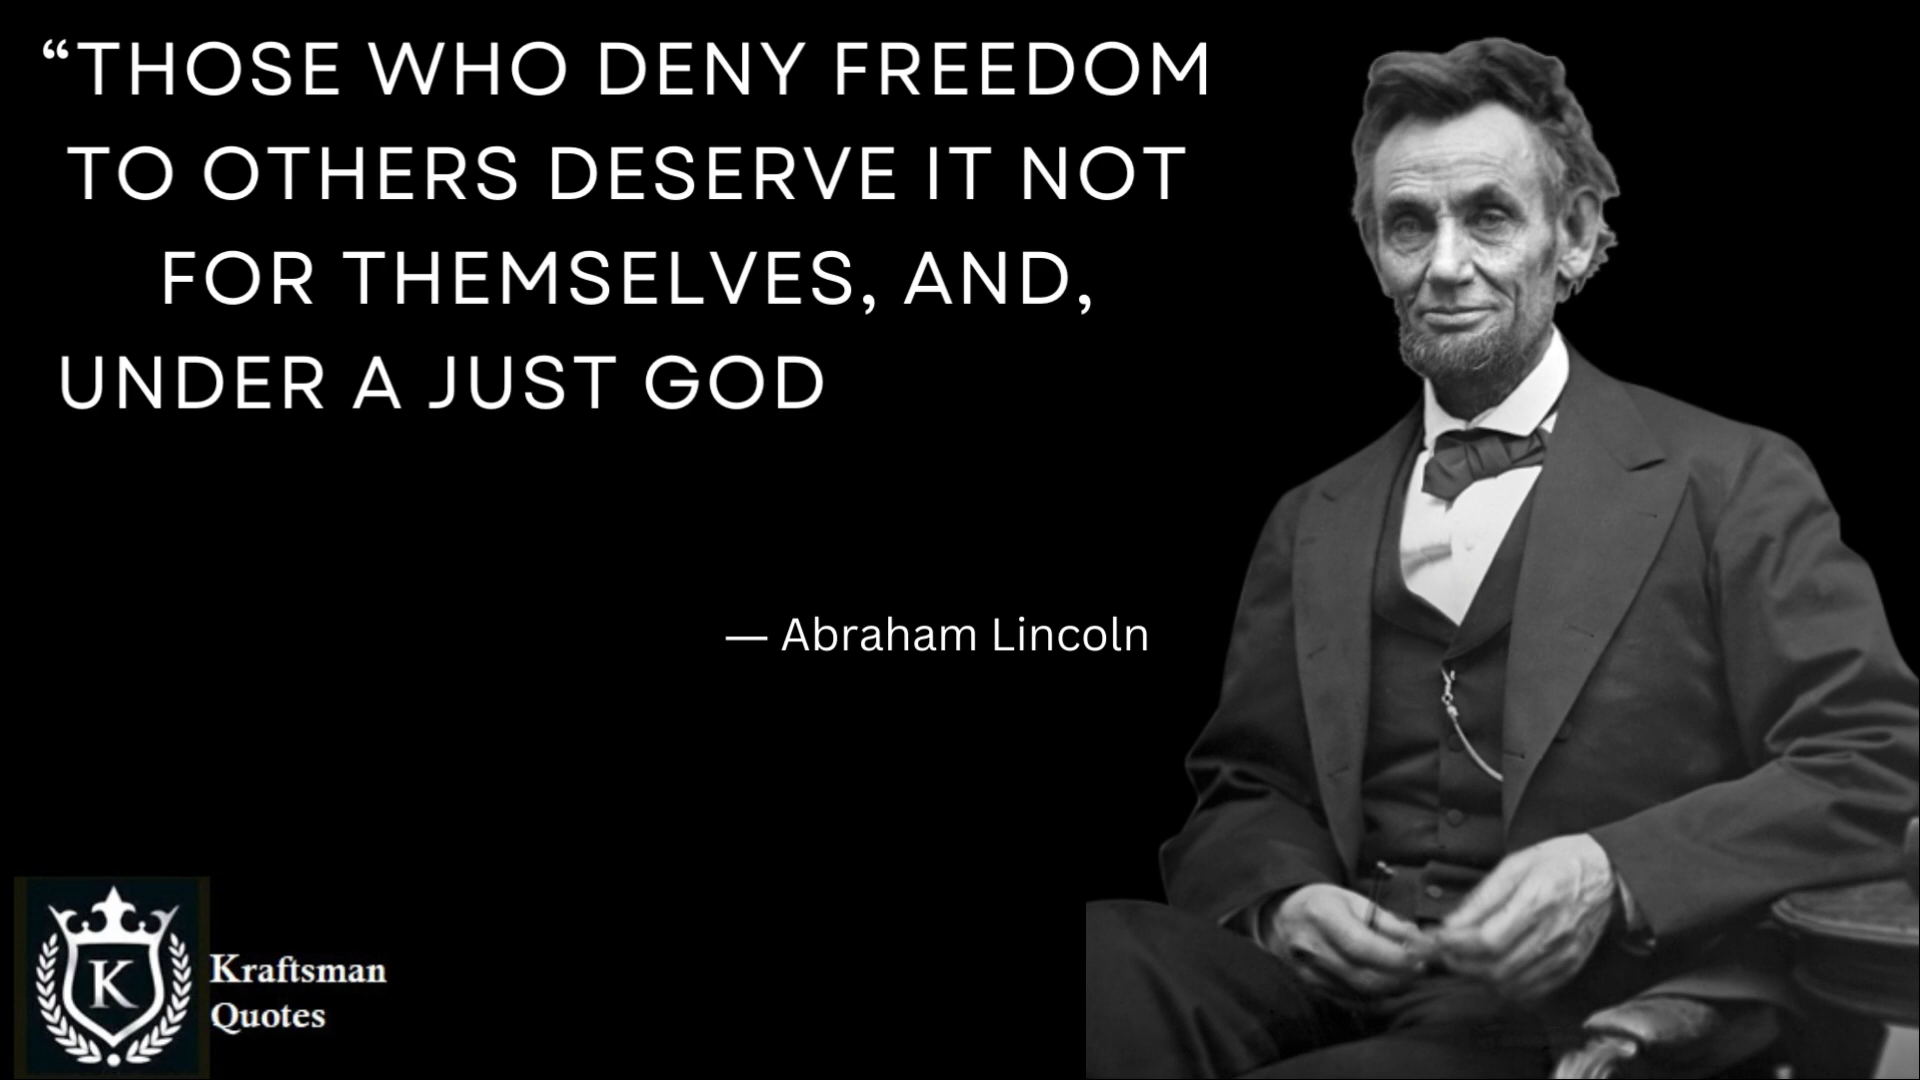 “THOSE WHO DENY FREEDOM
TO OTHERS DESERVE IT NOT
FOR THEMSELVES, AND,
UNDER A JUST GOD
— Abraham Lincoln
K
Kraftsman
Quotes